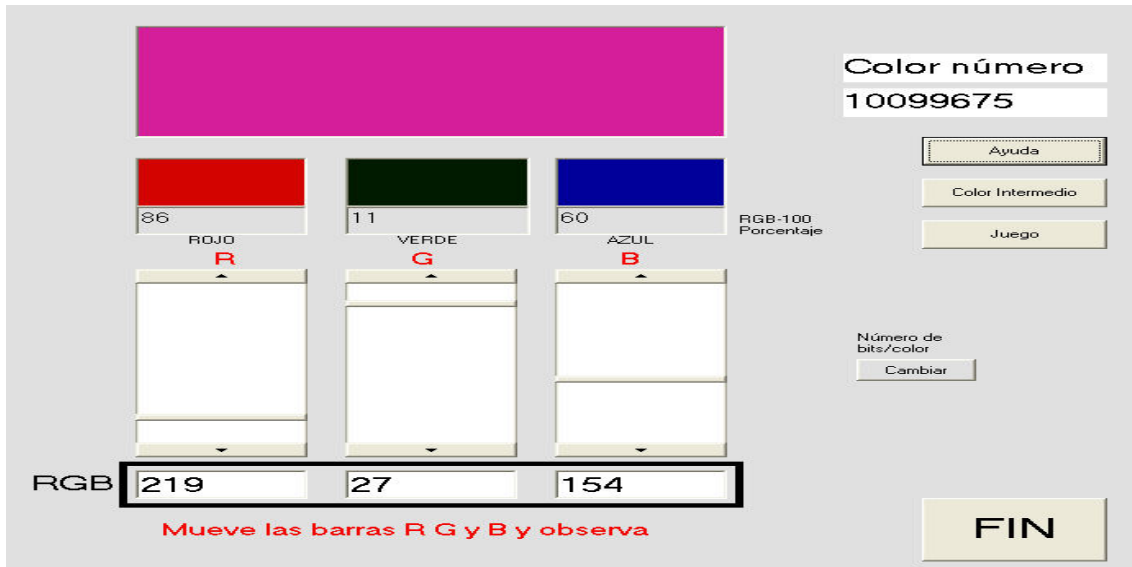 Color número
10099675
Ayuda
Color Intermedio
Juego
86
11
60
RGB-100
Porcentaje
ROJO
VERDE
AZUL
R
G
B
Número de
bits/color
Cambiar
RGB
219
27
154
Mueve las barras R G y B y observa
FIN